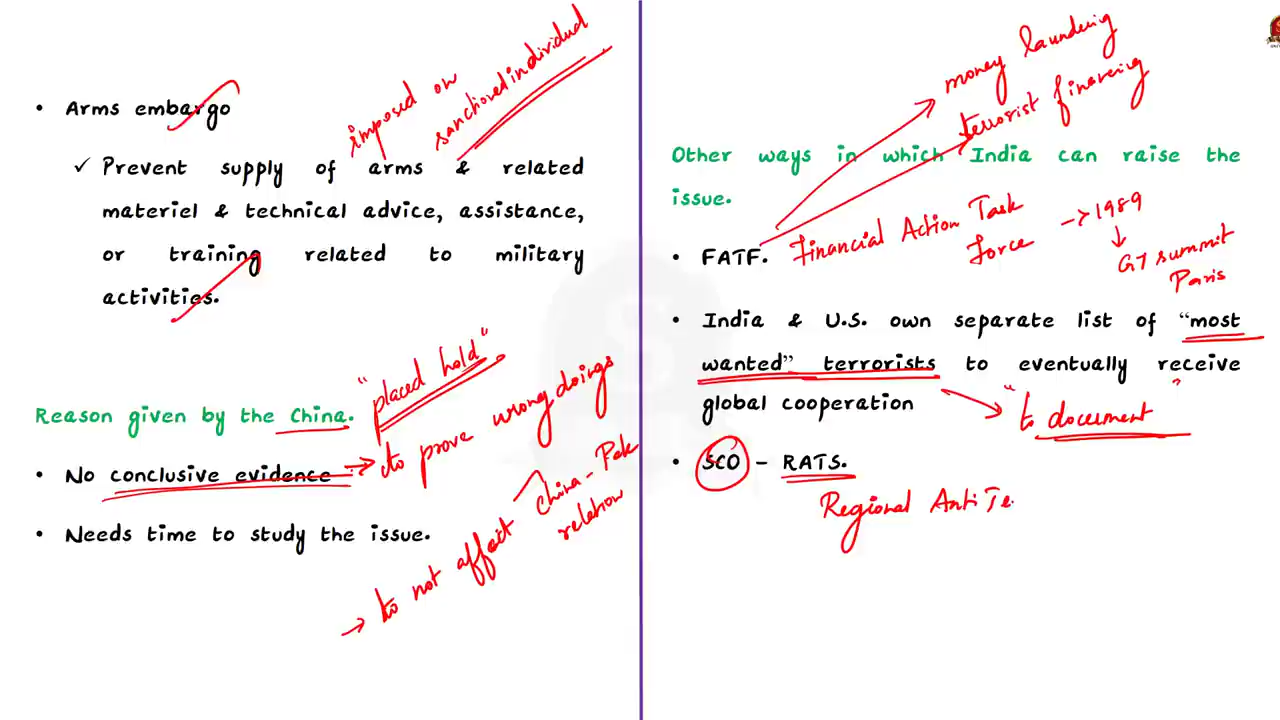 imposed on
sanctioned individual
• Arms embargo
✓ Prevent supply of arms & related
materiel & technical advice, assistance,
or training related to military
activities.
"placed hold"
Reason given by the China.
• No conclusive evidence → to prove wrong doings
• Needs time to study the issue.
→ to not affect China-Pak
relation
money laundering
terrorist financing
Other ways in which India can raise the
issue.
• FATF. Financial Action Task
Force
→ 1989
↓
G7 summit
Paris
• India & U.S. own separate list of "most
wanted" terrorists to eventually receive
global cooperation
"to document"
• SCO - RATS.
Regional Anti Te